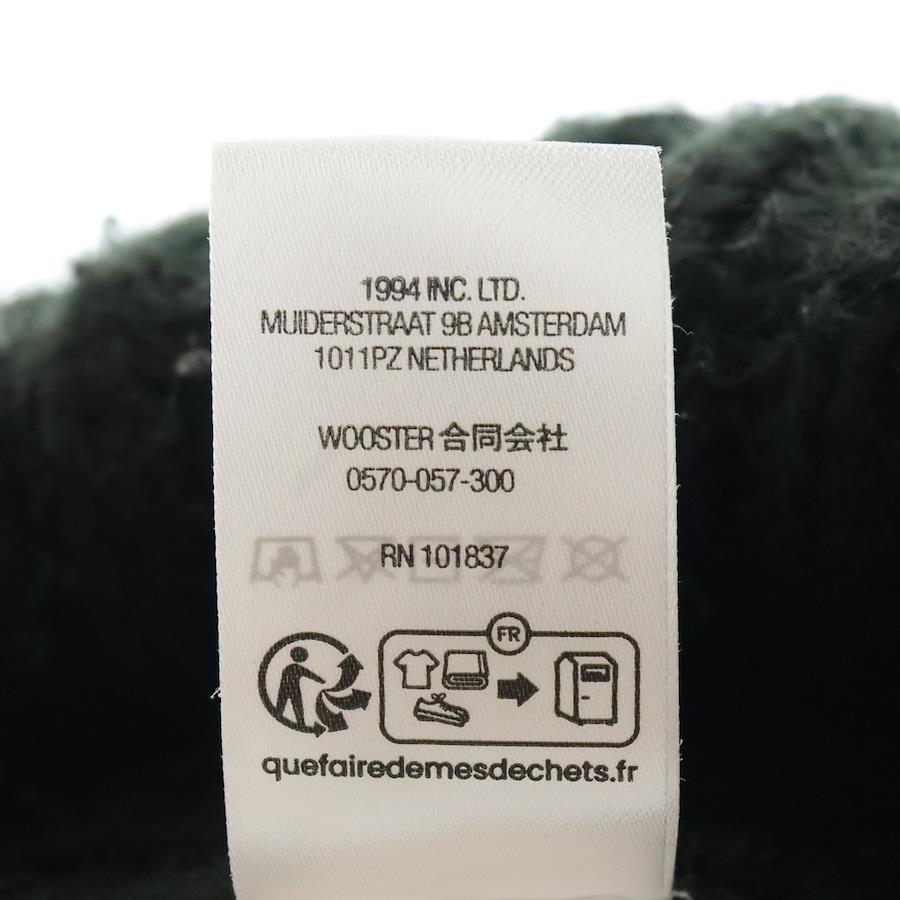 1994 INC. LTD.
MUIDERSTRAAT 9B AMSTERDAM
1011PZ NETHERLANDS
WOOSTER 合同会社
0570-057-300
RN 101837
FR
quefairedemesdechets.fr